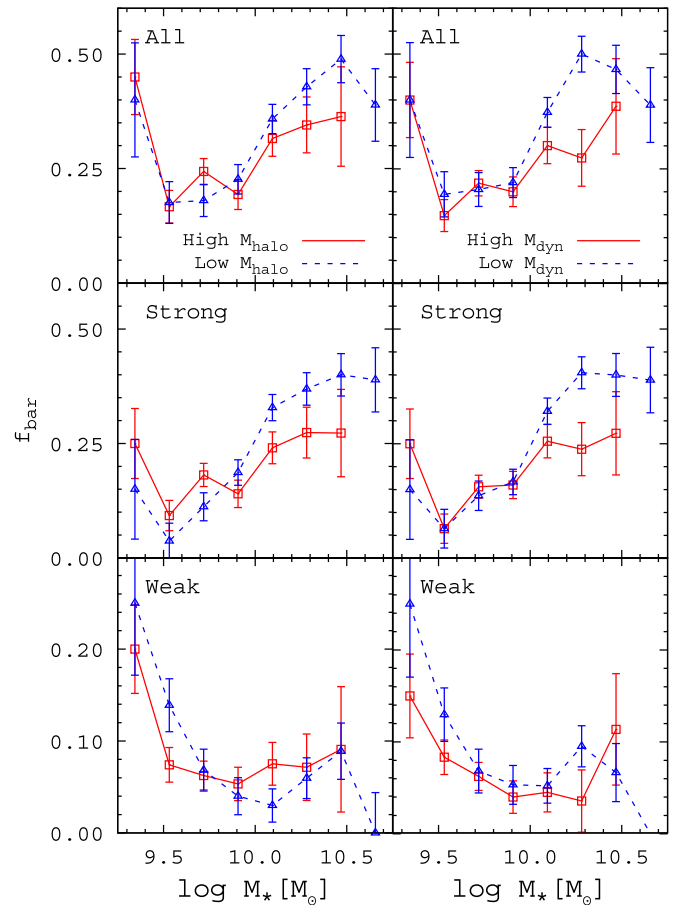 All
All
0.50
0.25
High M_halo
Low M_halo
High M_dyn
Low M_dyn
0.00
Strong
Strong
0.50
f_bar
0.25
0.00
Weak
Weak
0.20
0.10
0.00
9.5 10.0 10.5 9.5 10.0 10.5
log M_*[M_⊙] log M_*[M_⊙]